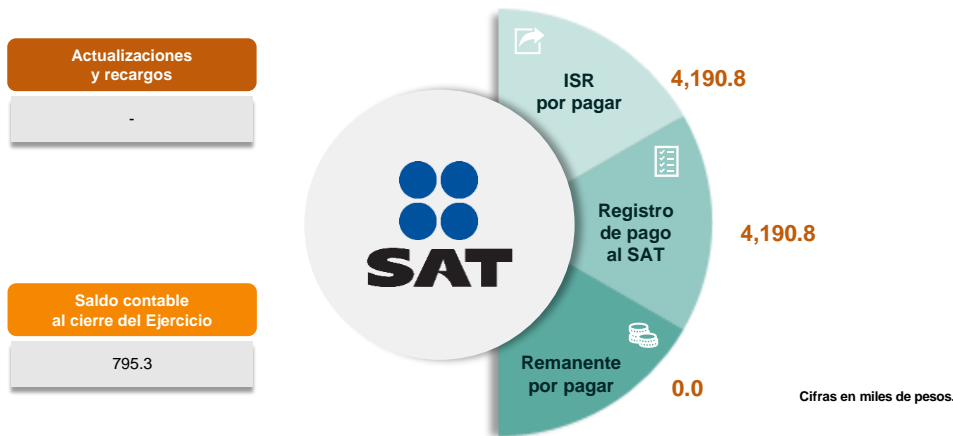 Actualizaciones
y recargos
-
Saldo contable
al cierre del Ejercicio
795.3
SAT
ISR
por pagar
4,190.8
Registro
de pago
al SAT
4,190.8
Remanente
por pagar
0.0
Cifras en miles de pesos.